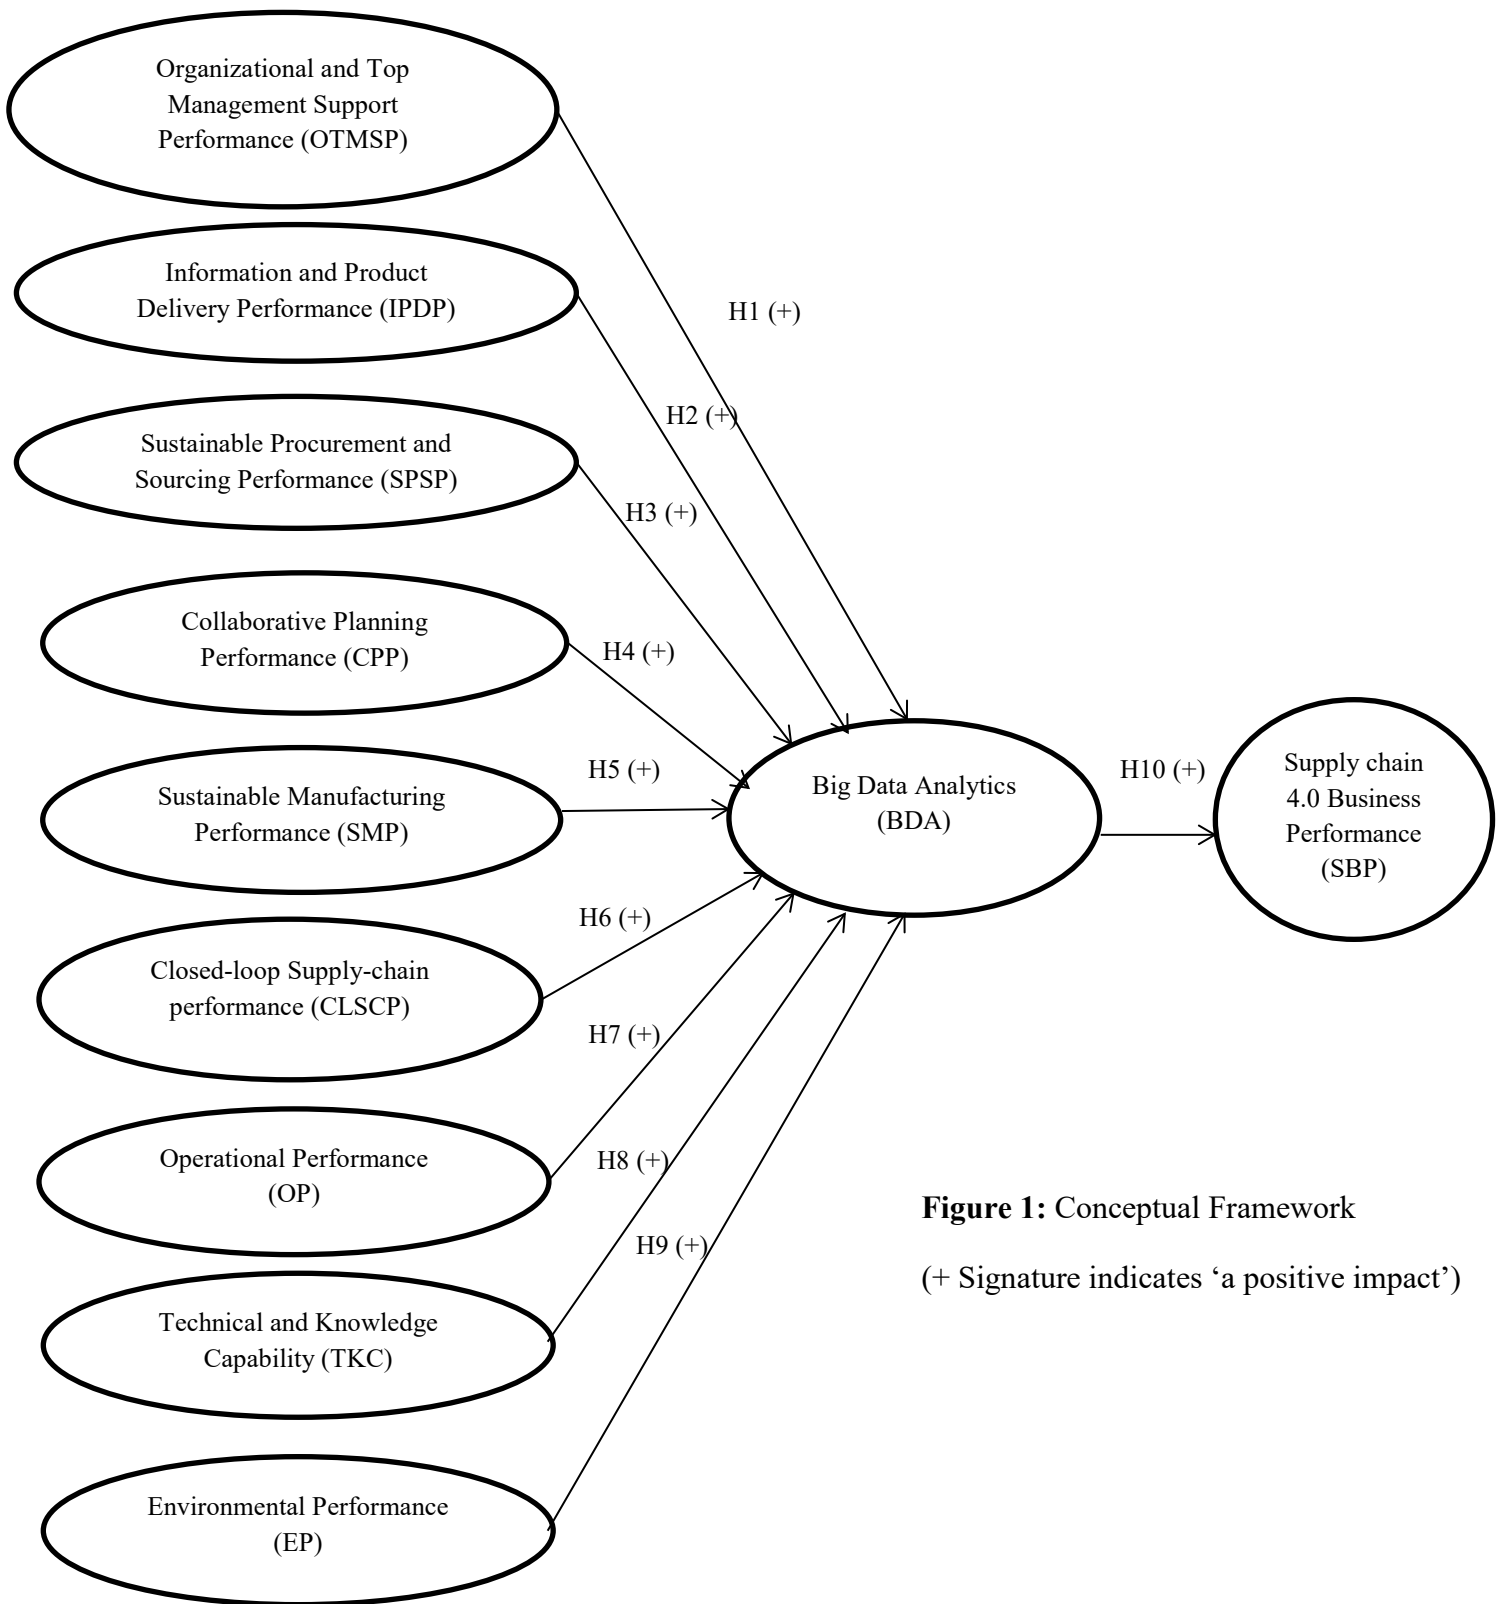 Organizational and Top
Management Support
Performance (OTMSP)
Information and Product
Delivery Performance (IPDP)
H1 (+)
H2 (+)
Sustainable Procurement and
Sourcing Performance (SPSP)
H3 (+)
Collaborative Planning
Performance (CPP)
H4 (+)
Sustainable Manufacturing
Performance (SMP)
H5 (+)
Big Data Analytics
(BDA)
H10 (+)
Supply chain
4.0 Business
Performance
(SBP)
Closed-loop Supply-chain
performance (CLSCP)
H6 (+)
H7 (+)
Operational Performance
(OP)
H8 (+)
Technical and Knowledge
Capability (TKC)
H9 (+)
Environmental Performance
(EP)
Figure 1: Conceptual Framework
(+ Signature indicates ‘a positive impact’)